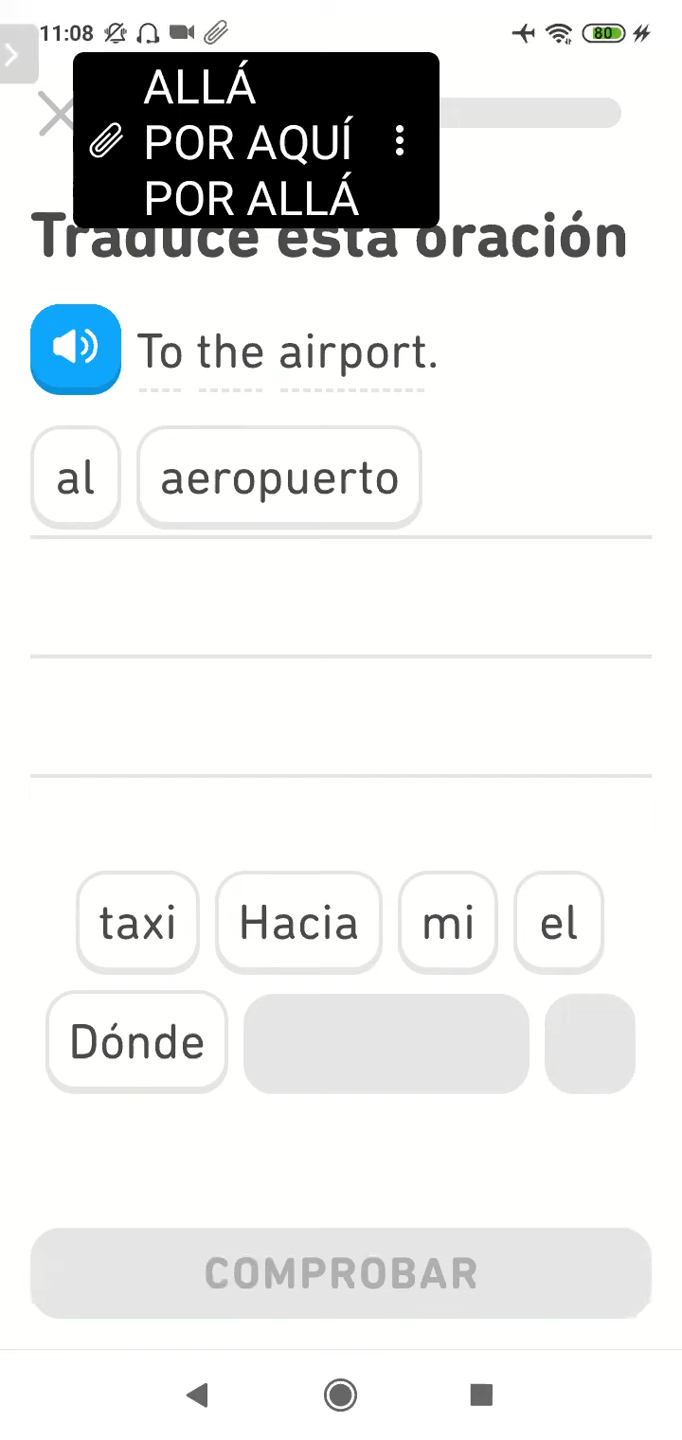 11:08 80
ALLÁ
POR AQUÍ
POR ALLÁ
Traduce esta oración
To the airport.
al aeropuerto
taxi Hacia mi el
Dónde
COMPROBAR